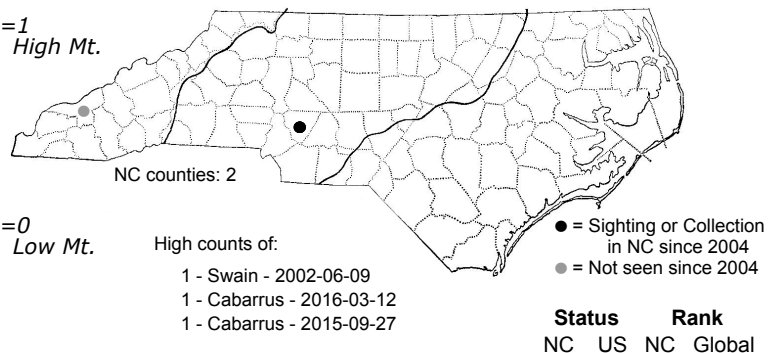 =1
High Mt.
NC counties: 2
=0
Low Mt.
High counts of:
1 - Swain - 2002-06-09
1 - Cabarrus - 2016-03-12
1 - Cabarrus - 2015-09-27
= Sighting or Collection
in NC since 2004
= Not seen since 2004
Status Rank
NC US NC Global